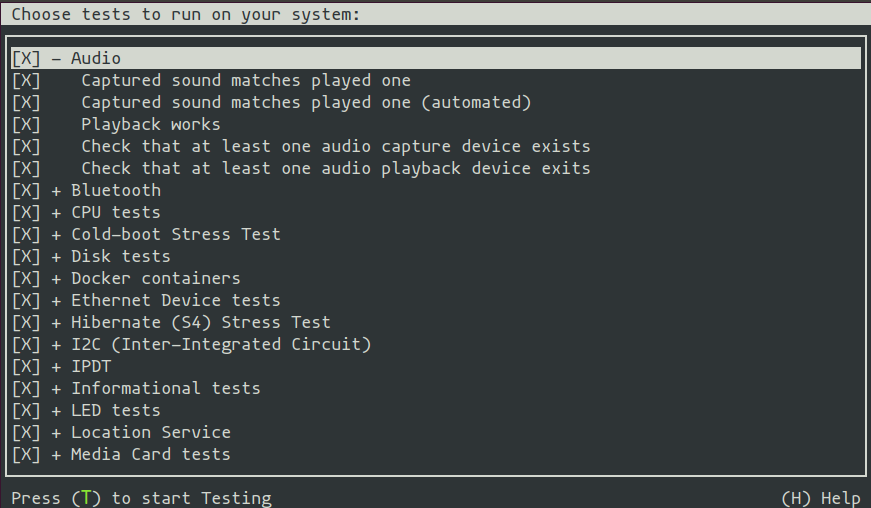 Choose tests to run on your system:
[X] - Audio
[X] Captured sound matches played one
[X] Captured sound matches played one (automated)
[X] Playback works
[X] Check that at least one audio capture device exists
[X] Check that at least one audio playback device exits
[X] + Bluetooth
[X] + CPU tests
[X] + Cold-boot Stress Test
[X] + Disk tests
[X] + Docker containers
[X] + Ethernet Device tests
[X] + Hibernate (S4) Stress Test
[X] + I2C (Inter-Integrated Circuit)
[X] + IPDT
[X] + Informational tests
[X] + LED tests
[X] + Location Service
[X] + Media Card tests
Press (T) to start Testing (H) Help